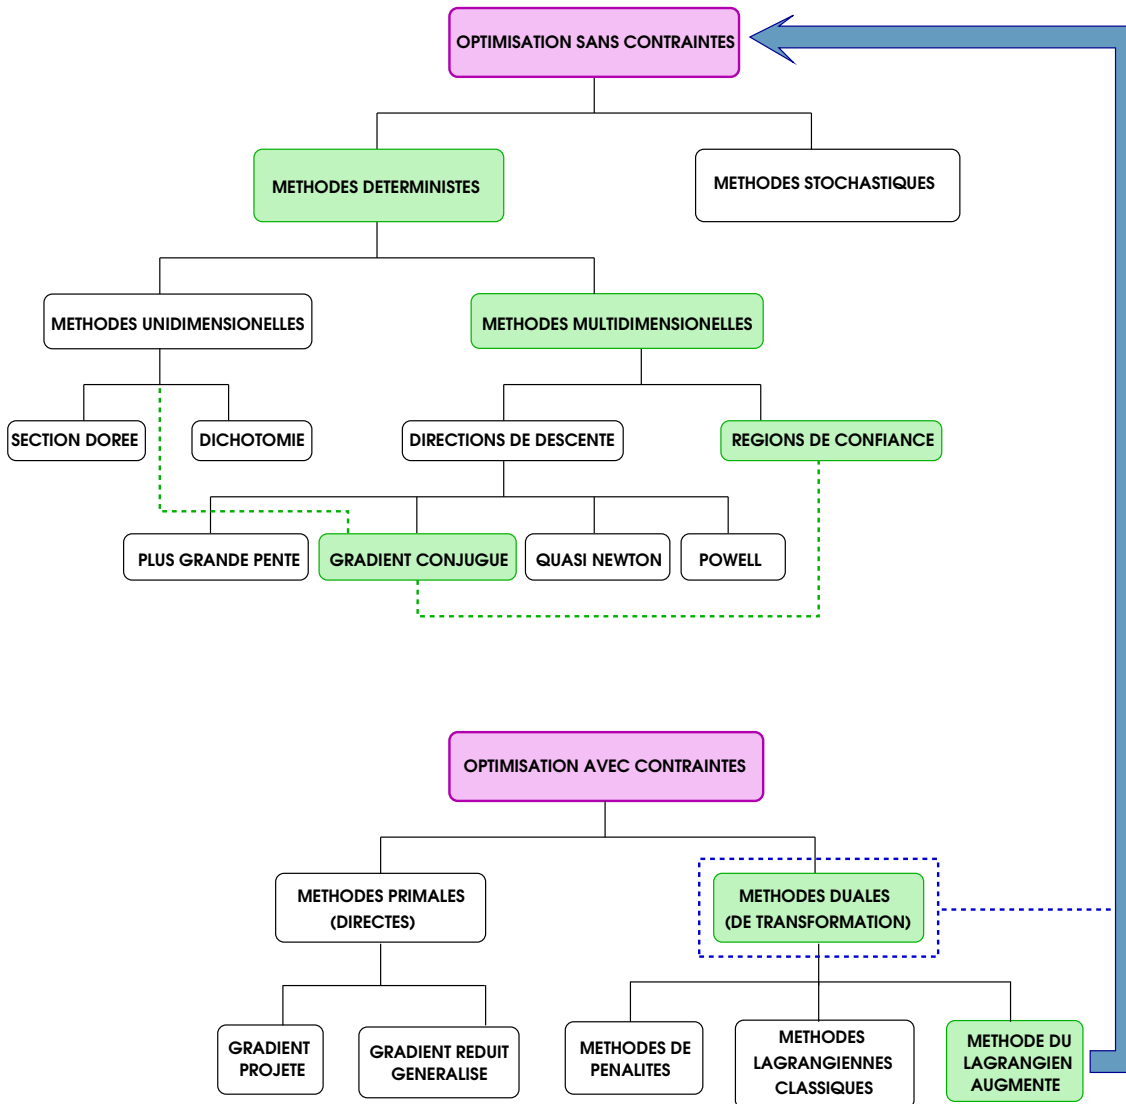 OPTIMISATION SANS CONTRAINTES
METHODES DETERMINISTES
METHODES STOCHASTIQUES
METHODES UNIDIMENSIONELLES
METHODES MULTIDIMENSIONELLES
SECTION DOREE
DICHOTOMIE
DIRECTIONS DE DESCENTE
REGIONS DE CONFIANCE
PLUS GRANDE PENTE
GRADIENT CONJUGUE
QUASI NEWTON
POWELL
OPTIMISATION AVEC CONTRAINTES
METHODES PRIMALES
(DIRECTES)
METHODES DUALES
(DE TRANSFORMATION)
GRADIENT
PROJETE
GRADIENT REDUIT
GENERALISE
METHODES DE
PENALITES
METHODES
LAGRANGIENNES
CLASSIQUES
METHODE DU
LAGRANGIEN
AUGMENTE